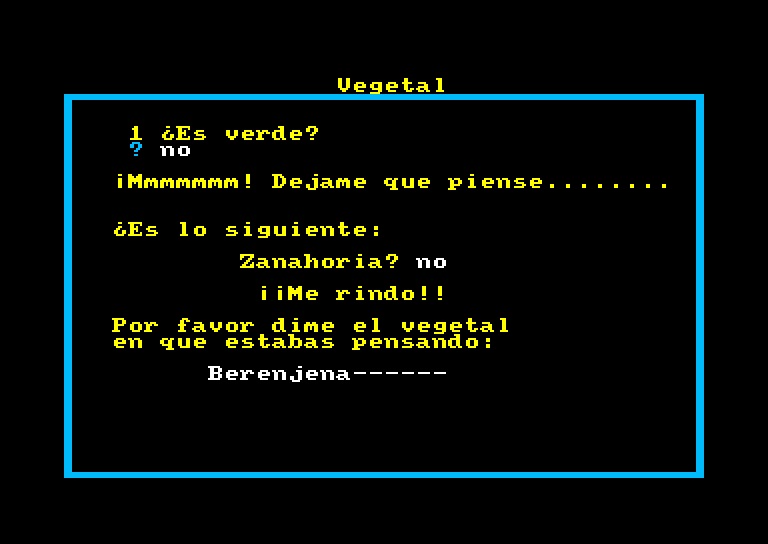 Vegetal
1 ¿Es verde?
? no
¡Mmmmmmm! Dejame que piense........
¿Es lo siguiente:
Zanahoria? no
¡¡Me rindo!!
Por favor dime el vegetal
en que estabas pensando:
Berenjena------